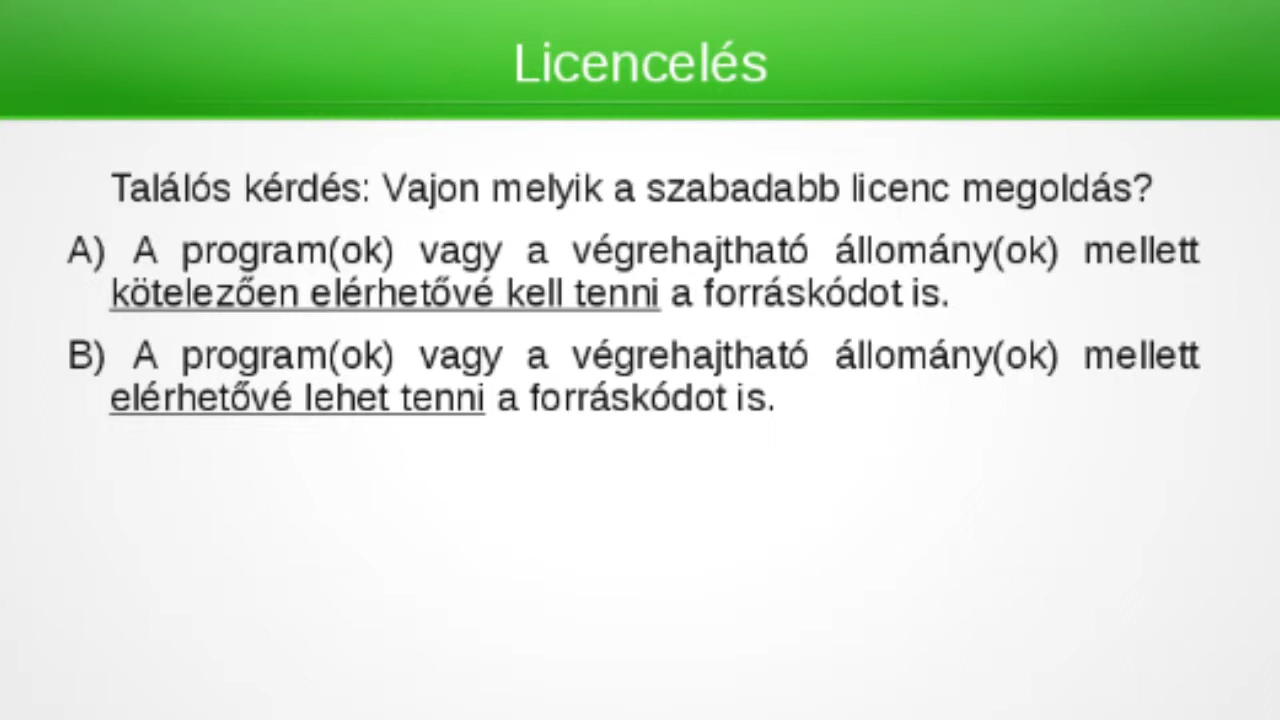 Licencelés
Találós kérdés: Vajon melyik a szabadabb licenc megoldás?
A) A program(ok) vagy a végrehajtható állomány(ok) mellett
kötelezően elérhetővé kell tenni a forráskódot is.
B) A program(ok) vagy a végrehajtható állomány(ok) mellett
elérhetővé lehet tenni a forráskódot is.